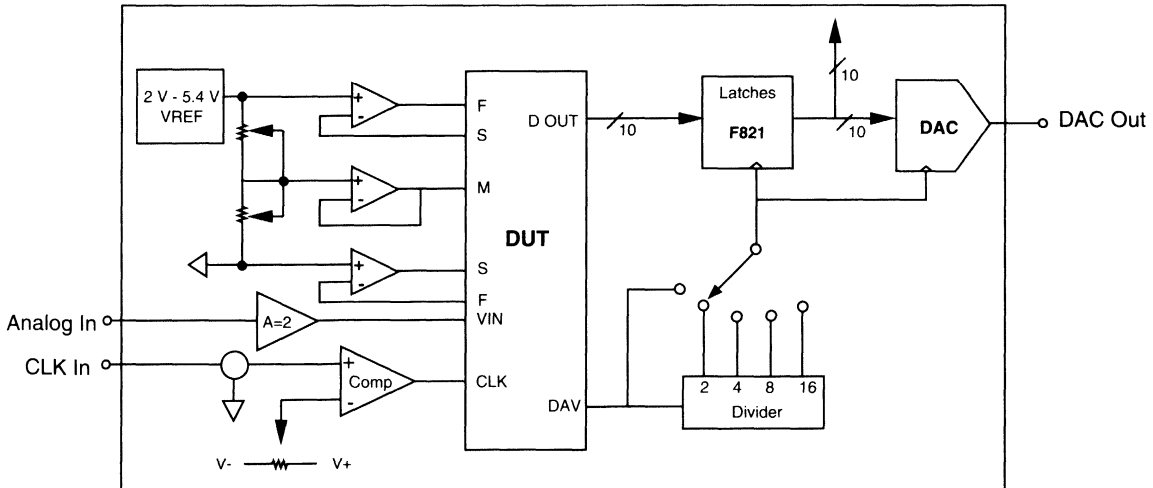 2 V - 5.4 V
VREF
+
-
F
S
+
-
M
+
-
S
F
Analog In
A=2
VIN
CLK In
+
-
Comp
CLK
V-
V+
DUT
D OUT
10
Latches
F821
10
10
DAC
DAC Out
DAV
2
4
8
16
Divider